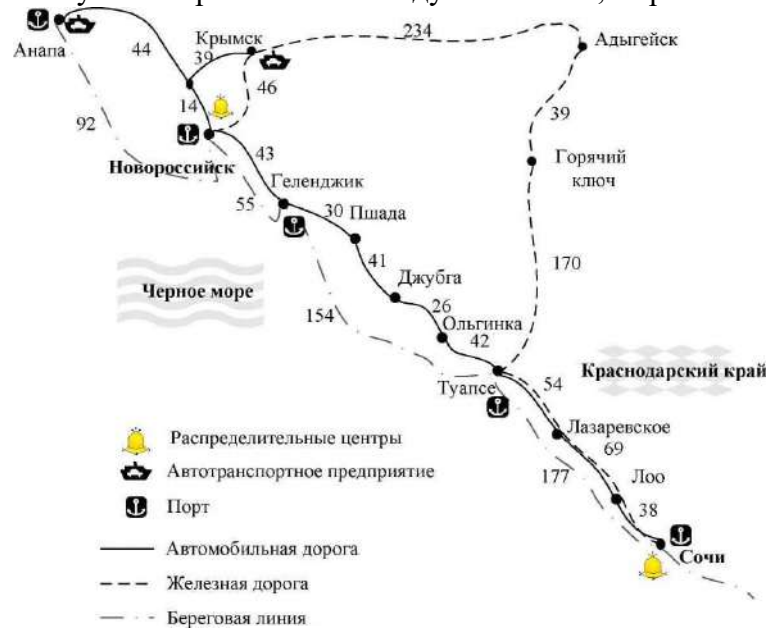 234
Крымск
Адыгейск
Анапа
44
39
46
14
39
92
Новороссийск
43
Горячий
ключ
Геленджик
55
30
Пшада
41
170
Джубга
Черное море
154
26
Ольгинка
42
Краснодарский край
Туапсе
54
Лазаревское
69
177
Лоо
38
Сочи
Распределительные центры
Автотранспортное предприятие
Порт
Автомобильная дорога
Железная дорога
Береговая линия